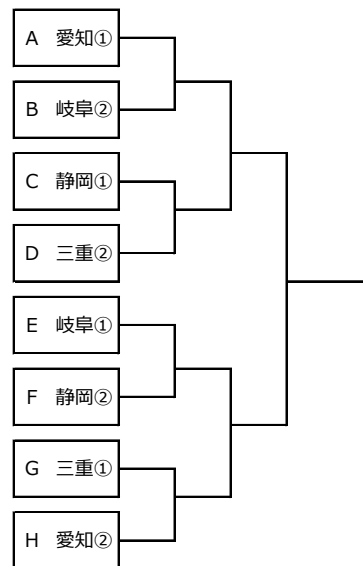 A 愛知①
B 岐阜②
C 静岡①
D 三重②
E 岐阜①
F 静岡②
G 三重①
H 愛知②